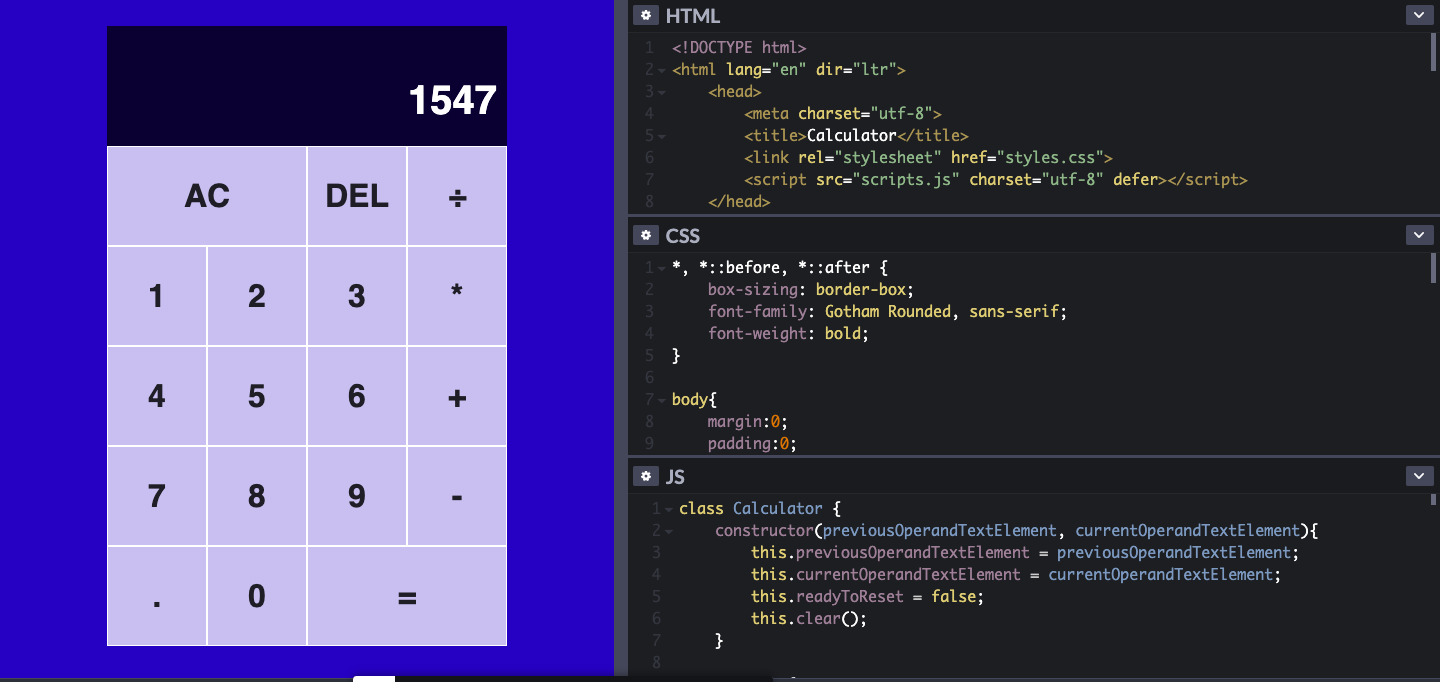 1547
AC DEL ÷
1 2 3 *
4 5 6 +
7 8 9 -
. 0 =
HTML
1 <!DOCTYPE html>
2 <html lang="en" dir="ltr">
3 <head>
4 <meta charset="utf-8">
5 <title>Calculator</title>
6 <link rel="stylesheet" href="styles.css">
7 <script src="scripts.js" charset="utf-8" defer></script>
8 </head>
CSS
1 *, *::before, *::after {
2 box-sizing: border-box;
3 font-family: Gotham Rounded, sans-serif;
4 font-weight: bold;
5 }
6
7 body{
8 margin:0;
9 padding:0;
JS
1 class Calculator {
2 constructor(previousOperandTextElement, currentOperandTextElement){
3 this.previousOperandTextElement = previousOperandTextElement;
4 this.currentOperandTextElement = currentOperandTextElement;
5 this.readyToReset = false;
6 this.clear();
7 }
8